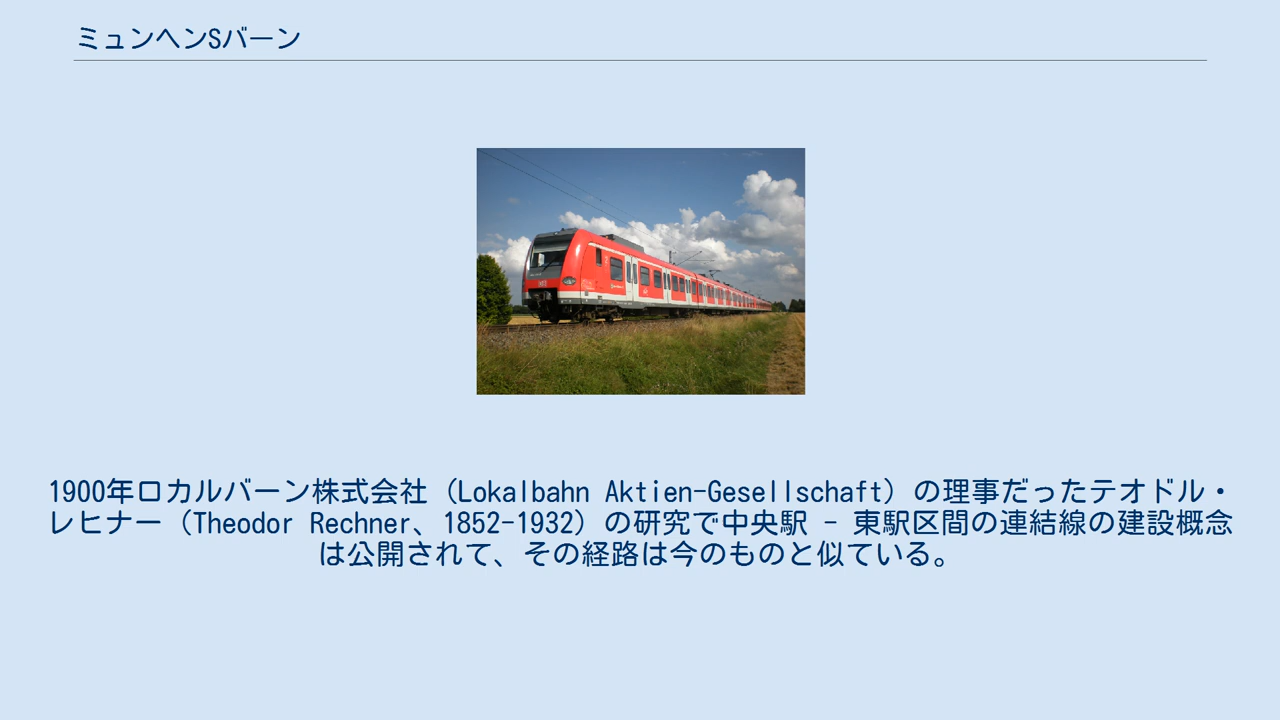 ミュンヘンSバーン
1900年ロカルバーン株式会社（Lokalbahn Aktien-Gesellschaft）の理事だったテオドル・
レヒナー（Theodor Rechner、1852-1932）の研究で中央駅 - 東駅区間の連結線の建設概念
は公開されて、その経路は今のものと似ている。